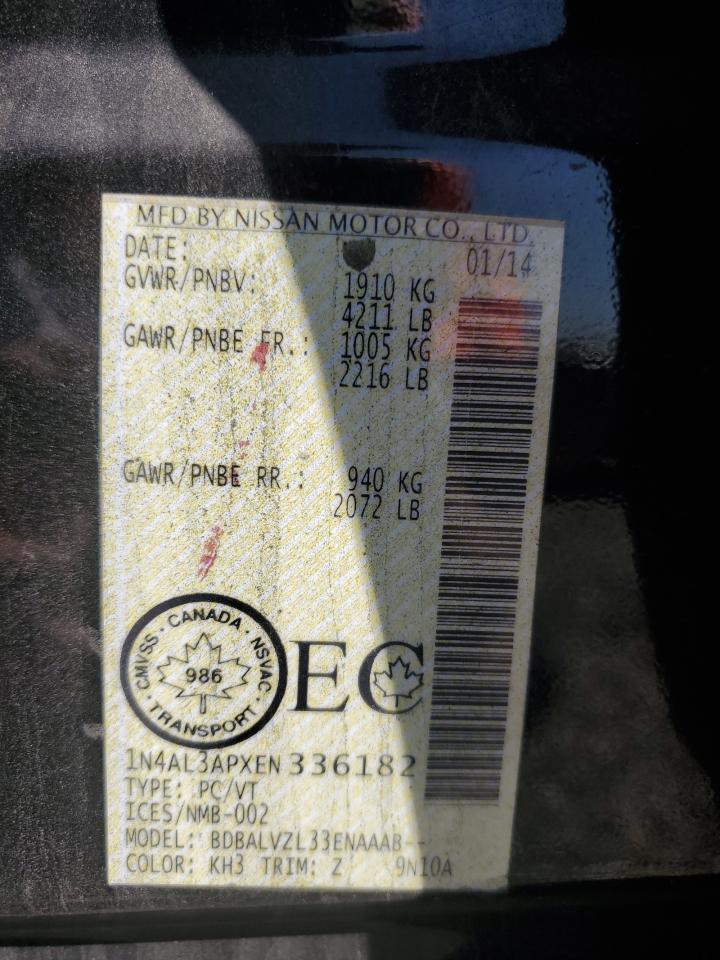 MFD BY NISSAN MOTOR CO., LTD.
DATE: 01/14
GVWR/PNBV: 1910 KG
4211 LB
GAWR/PNBE FR.: 1005 KG
2216 LB
GAWR/PNBE RR.: 940 KG
2072 LB
CMVSS · CANADA · NSVAC ·
986
TRANSPORT
EC
1N4AL3APXEN 336182
TYPE: PC/VT
ICES/NMB-002
MODEL: BDBALVZL33ENAAAB--
COLOR: KH3 TRIM: Z 9N10A